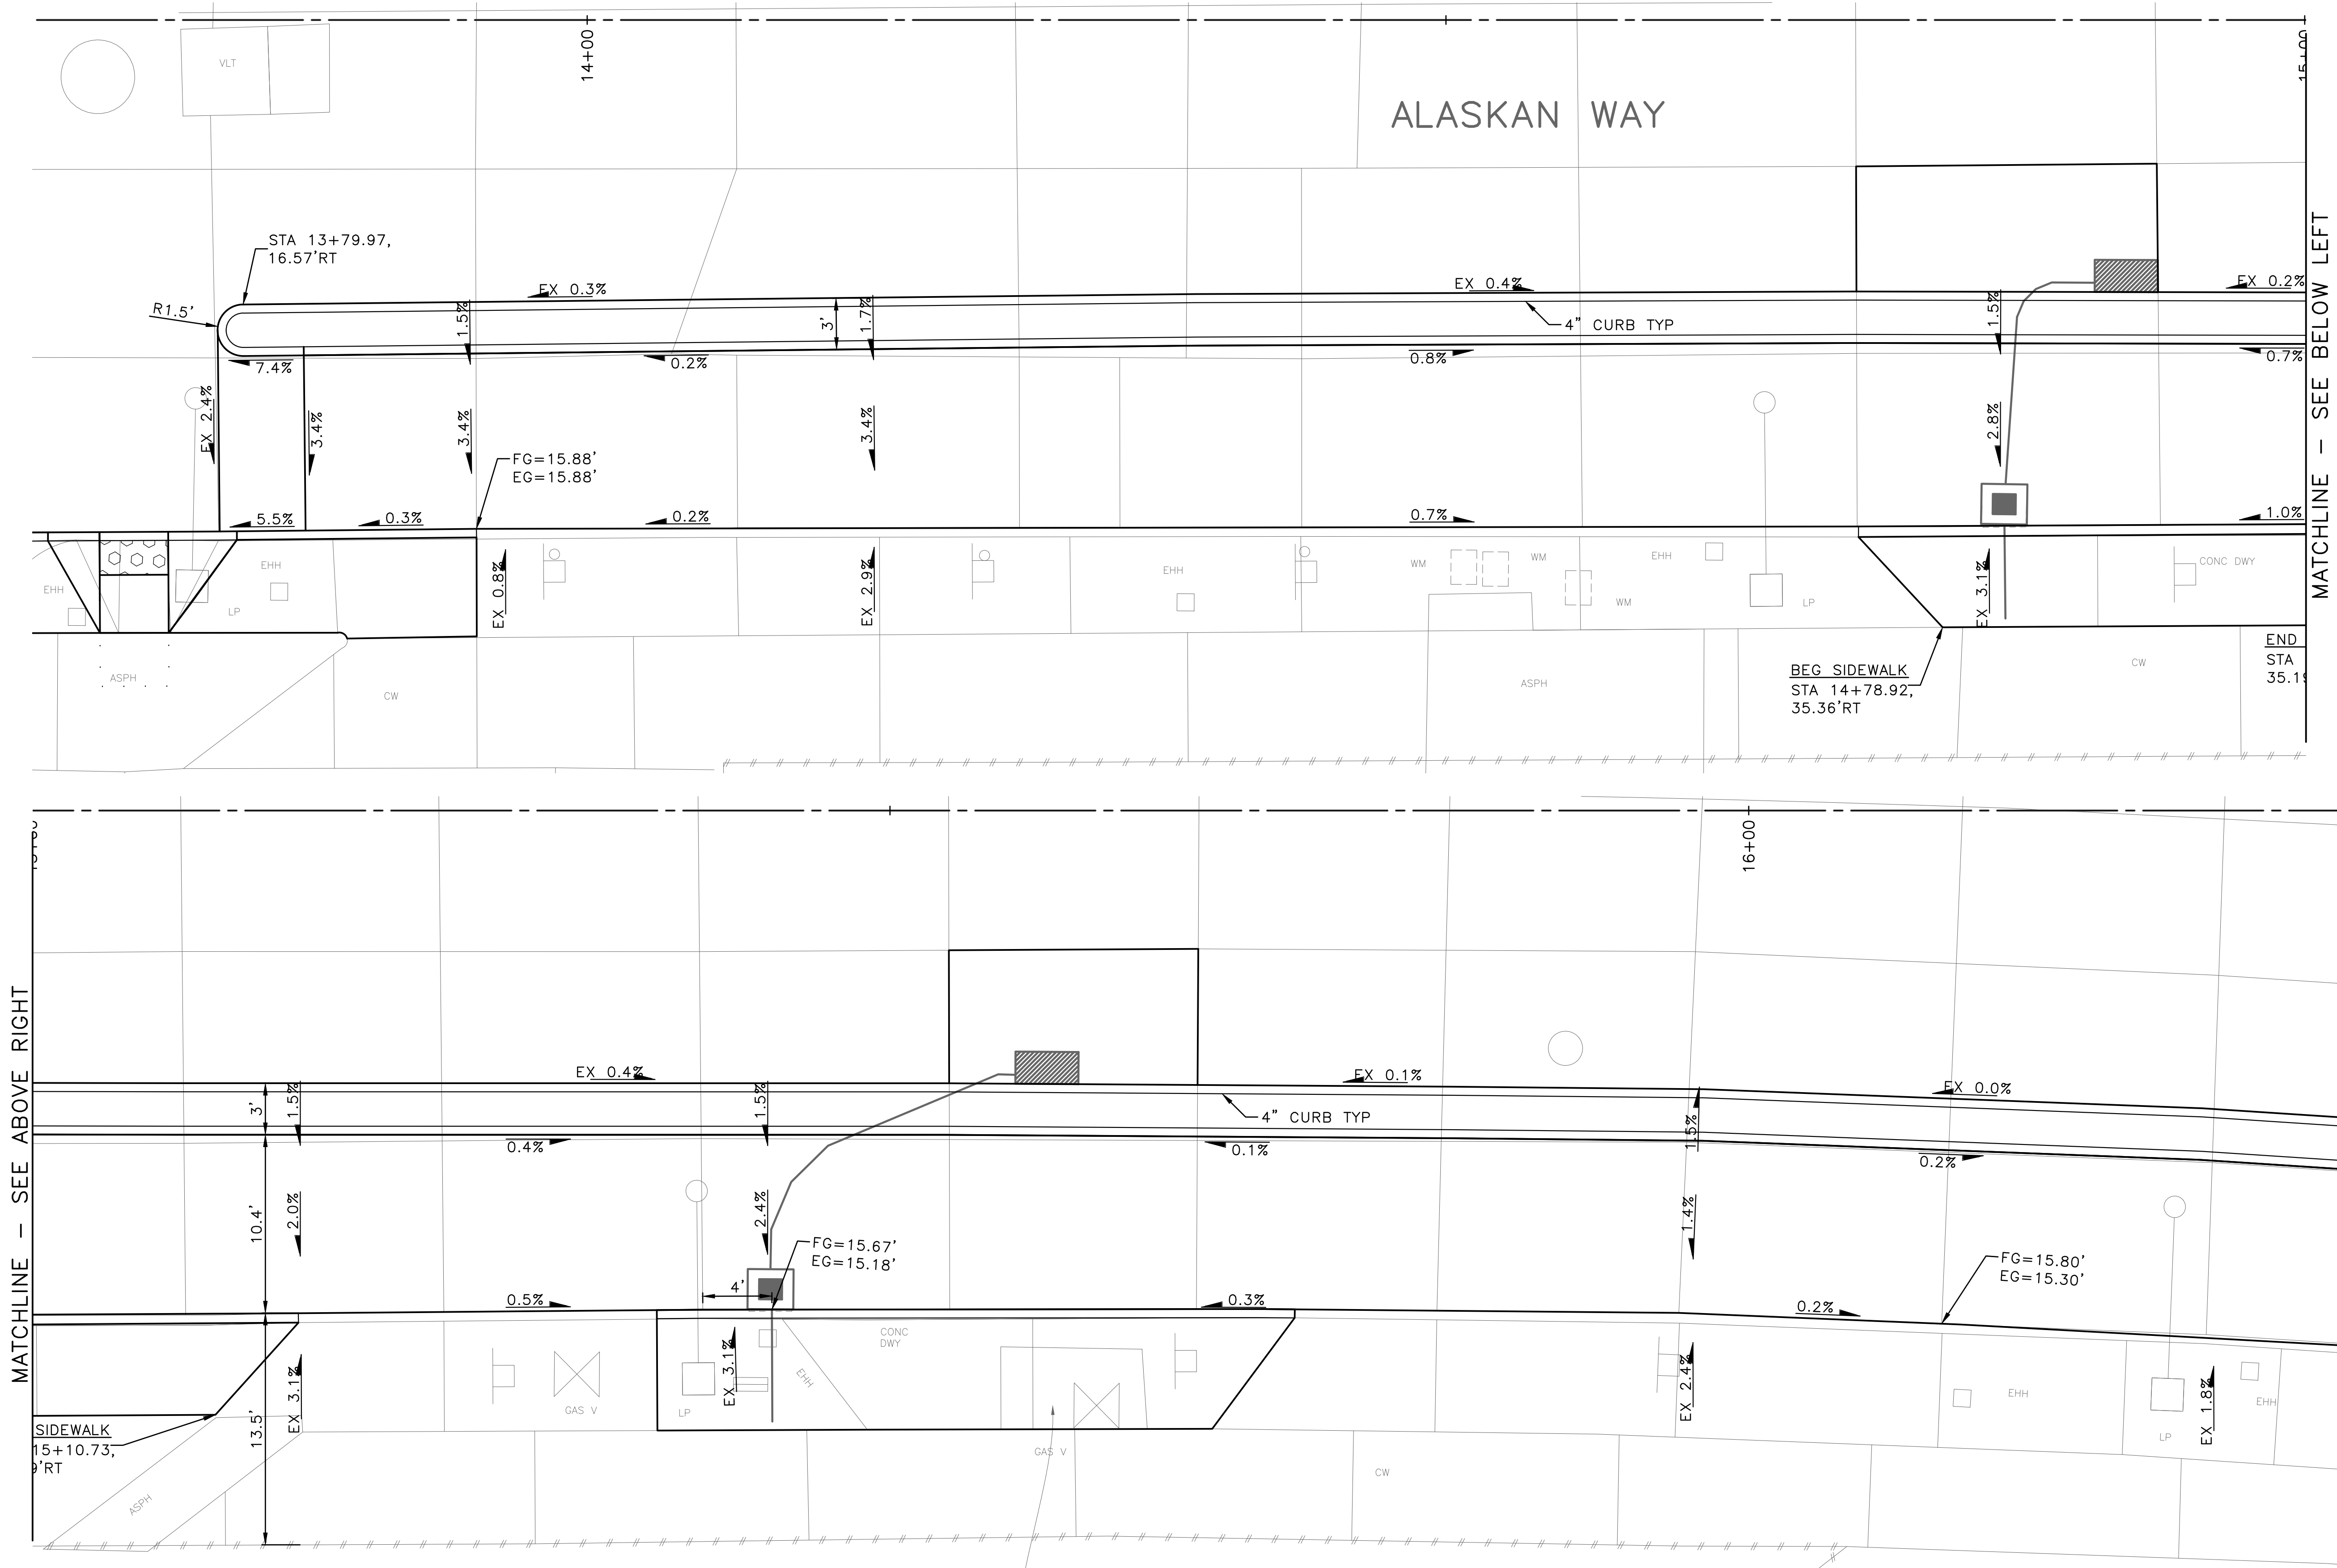 14+00
15+00
VLT
ALASKAN WAY
STA 13+79.97,
16.57'RT
R1.5'
EX 0.3%
1.5%
3'
1.7%
EX 0.4%
4" CURB TYP
1.5%
EX 0.2%
7.4%
0.2%
0.8%
0.7%
EX 2.4%
3.4%
3.4%
3.4%
2.8%
FG=15.88'
EG=15.88'
5.5%
0.3%
0.2%
0.7%
1.0%
EHH
EHH
LP
EX 0.8%
EX 2.9%
EHH
WM
WM
WM
EHH
LP
EX 3.1%
CONC DWY
ASPH
CW
ASPH
BEG SIDEWALK
STA 14+78.92,
35.36'RT
CW
END
STA
35.19
MATCHLINE - SEE BELOW LEFT
MATCHLINE - SEE ABOVE RIGHT
16+00
EX 0.4%
EX 0.1%
EX 0.0%
3'
1.5%
1.5%
4" CURB TYP
1.5%
0.4%
0.1%
0.2%
10.4'
2.0%
2.4%
1.4%
FG=15.67'
EG=15.18'
4'
FG=15.80'
EG=15.30'
0.5%
0.3%
0.2%
13.5'
EX 3.1%
GAS V
LP
EX 3.1%
EHH
CONC
DWY
GAS V
EX 2.4%
EHH
LP
EX 1.8%
EHH
SIDEWALK
15+10.73,
9'RT
ASPH
CW